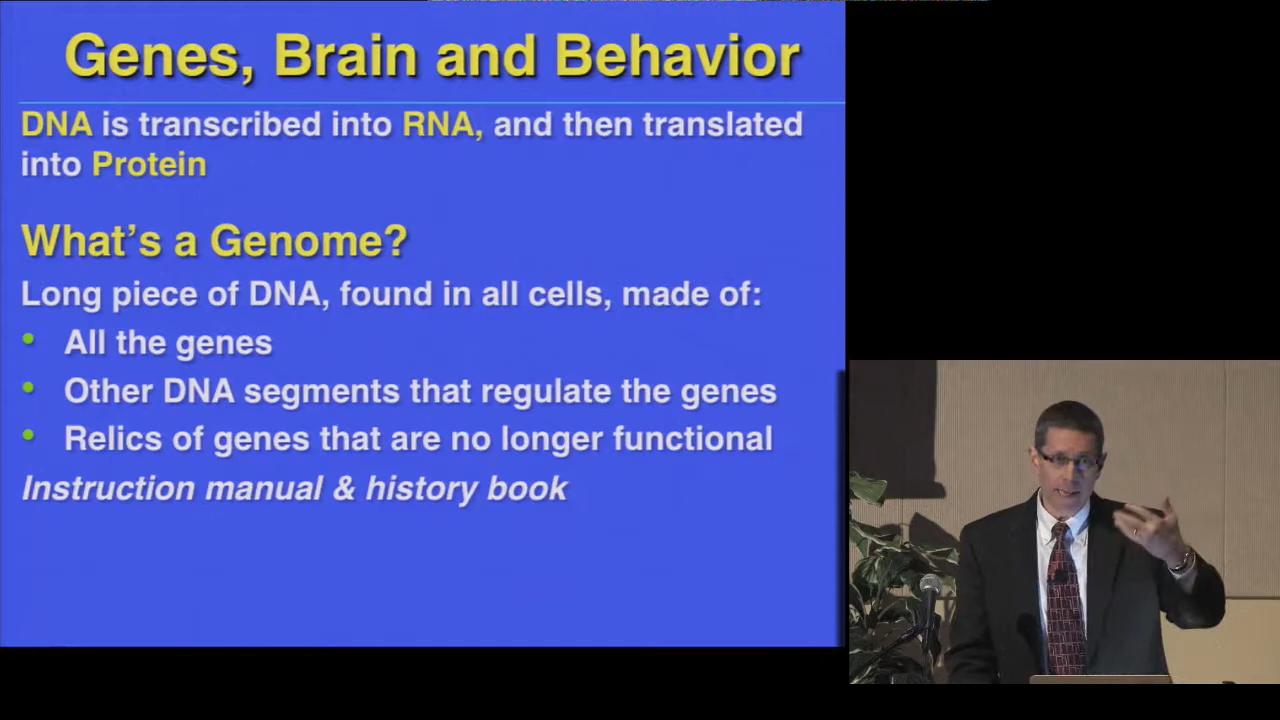 Genes, Brain and Behavior
DNA is transcribed into RNA, and then translated
into Protein
What's a Genome?
Long piece of DNA, found in all cells, made of:
• All the genes
• Other DNA segments that regulate the genes
• Relics of genes that are no longer functional
Instruction manual & history book